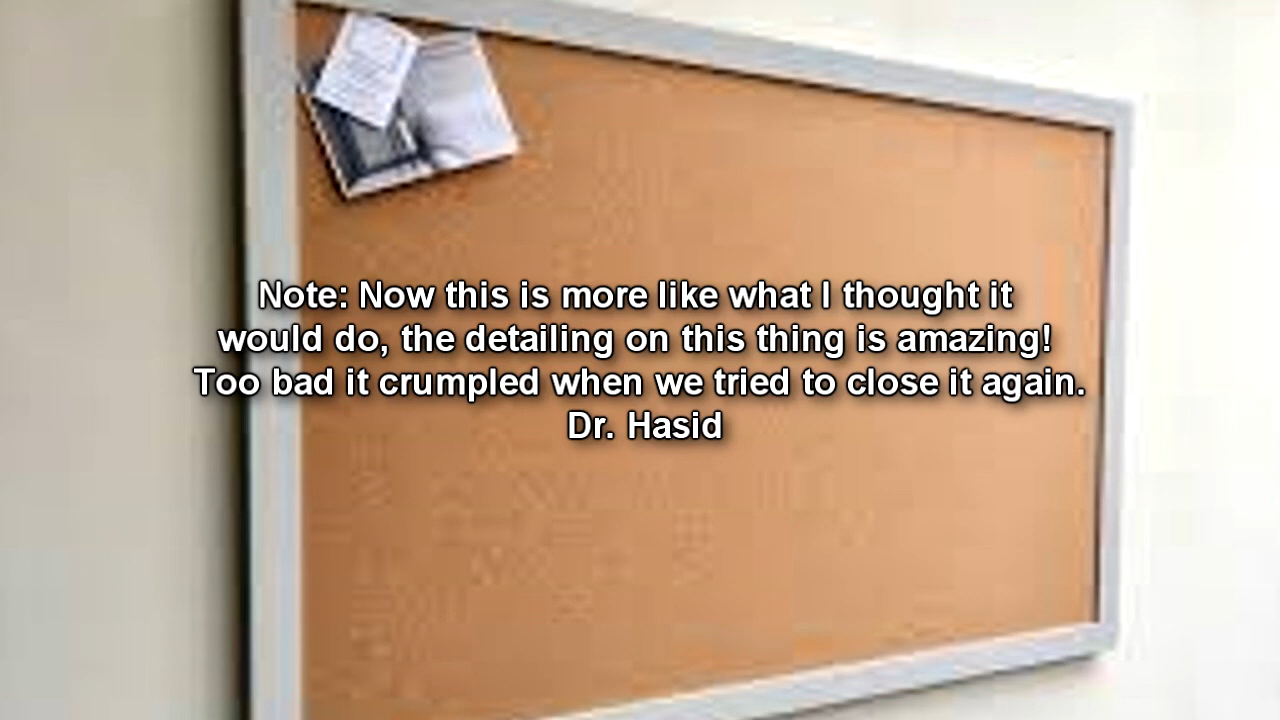 Note: Now this is more like what I thought it
would do, the detailing on this thing is amazing!
Too bad it crumpled when we tried to close it again.
Dr. Hasid